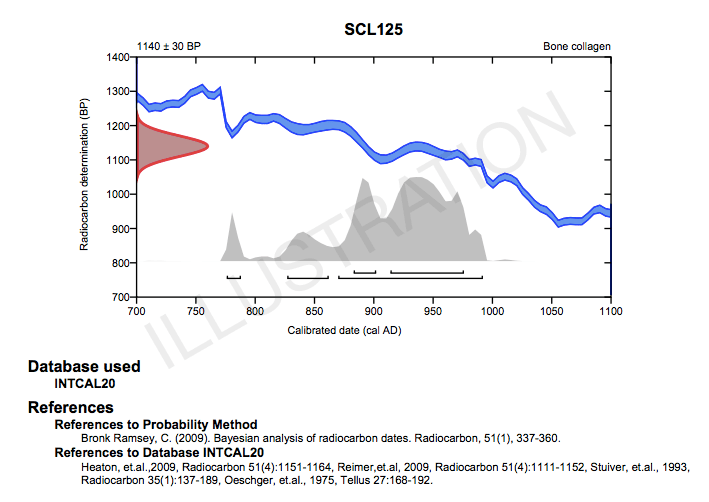 SCL125
1140 ± 30 BP
Bone collagen
Radiocarbon determination (BP)
1400
1300
1200
1100
1000
900
800
700
700 750 800 850 900 950 1000 1050 1100
Calibrated date (cal AD)
ILLUSTRATION
Database used
INTCAL20
References
References to Probability Method
Bronk Ramsey, C. (2009). Bayesian analysis of radiocarbon dates. Radiocarbon, 51(1), 337-360.
References to Database INTCAL20
Heaton, et.al.,2009, Radiocarbon 51(4):1151-1164, Reimer,et.al, 2009, Radiocarbon 51(4):1111-1152, Stuiver, et.al., 1993,
Radiocarbon 35(1):137-189, Oeschger, et.al., 1975, Tellus 27:168-192.